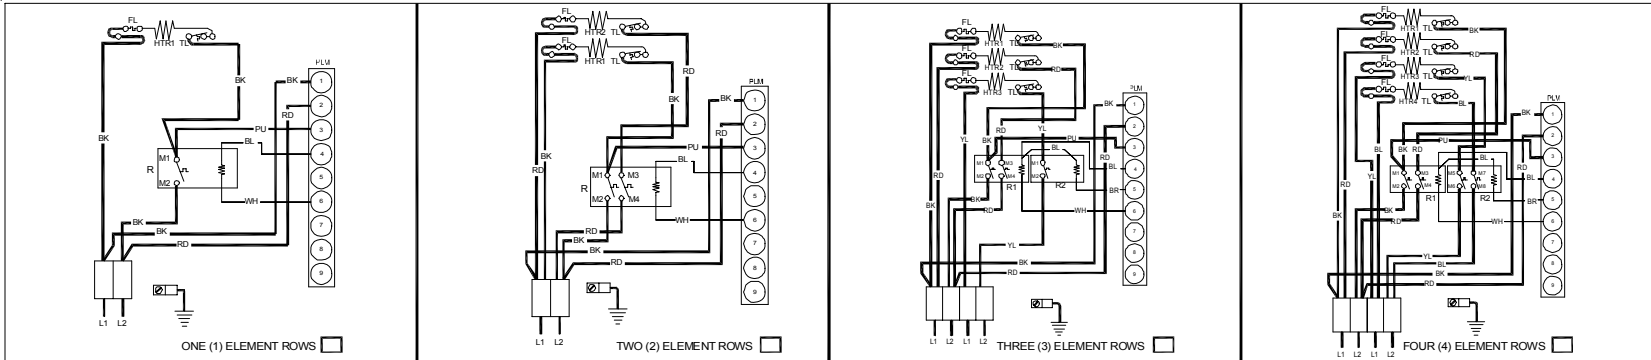 FL
HTR1 TL
BK
PLM
BK
1
2
RD
BK
PU
3
BL
4
M1
R
M2
WH
6
BK
7
BK
RD
8
9
L1 L2
ONE (1) ELEMENT ROWS
FL
HTR2 TL
FL
HTR1 TL
RD
PLM
BK
BK
1
2
RD
PU
3
BK
BL
4
RD
M1 M3
5
R
M2 M4
WH
6
RD
BK
7
BK
RD
8
9
L1 L2
TWO (2) ELEMENT ROWS
FL
HTR1 TL
BK
FL
HTR2 TL
RD
FL
HTR3 TL
PLM
BK
1
YL
BK
RD
YL
2
PU
3
BL
RD
M1 M3
M1
BL
4
RD
M2 M4
M2
R1
R2
BR
5
BK
BK
RD
WH
6
7
YL
8
BK
RD
9
L1 L2 L1 L2
THREE (3) ELEMENT ROWS
FL
HTR1 TL
BK
FL
HTR2 TL
RD
FL
HTR3 TL
YL
FL
HTR4 TL
BL
PLM
BK
1
2
PU
BL
BK
RD
3
BL
RD
YL
M1 M3
M5 M7
BL
4
RD
M2 M4
M6 M8
R1
R2
BR
5
BK
BK
RD
WH
6
7
YL
BL
8
BK
RD
9
L1 L2 L1 L2
FOUR (4) ELEMENT ROWS